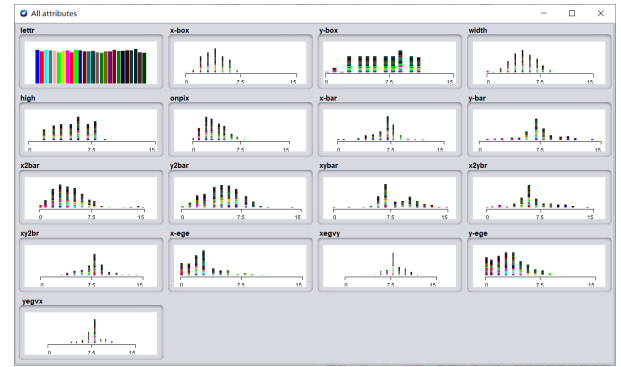 All attributes
lettr
x-box
0 7.5 15
y-box
0 7.5 15
width
0 7.5 15
high
0 7.5 15
onpix
0 7.5 15
x-bar
0 7.5 15
y-bar
0 7.5 15
x2bar
0 7.5 15
y2bar
0 7.5 15
xybar
0 7.5 15
x2ybr
0 7.5 15
xy2br
0 7.5 15
x-ege
0 7.5 15
xegvy
0 7.5 15
y-ege
0 7.5 15
yegvx
0 7.5 15